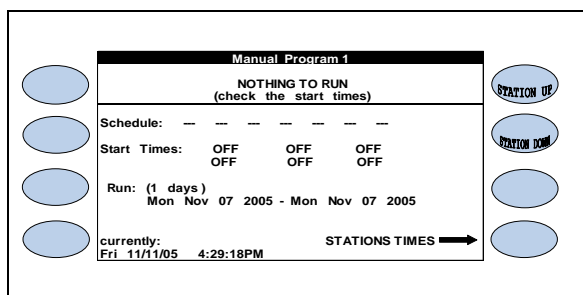 Manual Program 1
NOTHING TO RUN
(check the start times)
STATION UP
Schedule: --- --- --- --- --- --- ---
STATION DOWN
Start Times: OFF OFF OFF
OFF OFF OFF
Run: (1 days)
Mon Nov 07 2005 - Mon Nov 07 2005
currently: STATIONS TIMES
Fri 11/11/05 4:29:18PM